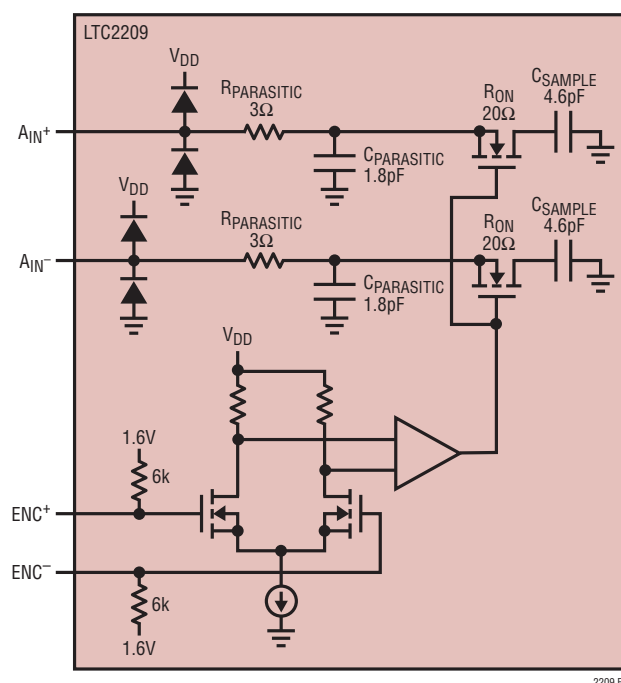 LTC2209
VDD
RPARASITIC
3Ω
RON
20Ω
CSAMPLE
4.6pF
AIN+
CPARASITIC
1.8pF
VDD
RPARASITIC
3Ω
RON
20Ω
CSAMPLE
4.6pF
AIN–
CPARASITIC
1.8pF
VDD
1.6V
6k
ENC+
ENC–
6k
1.6V